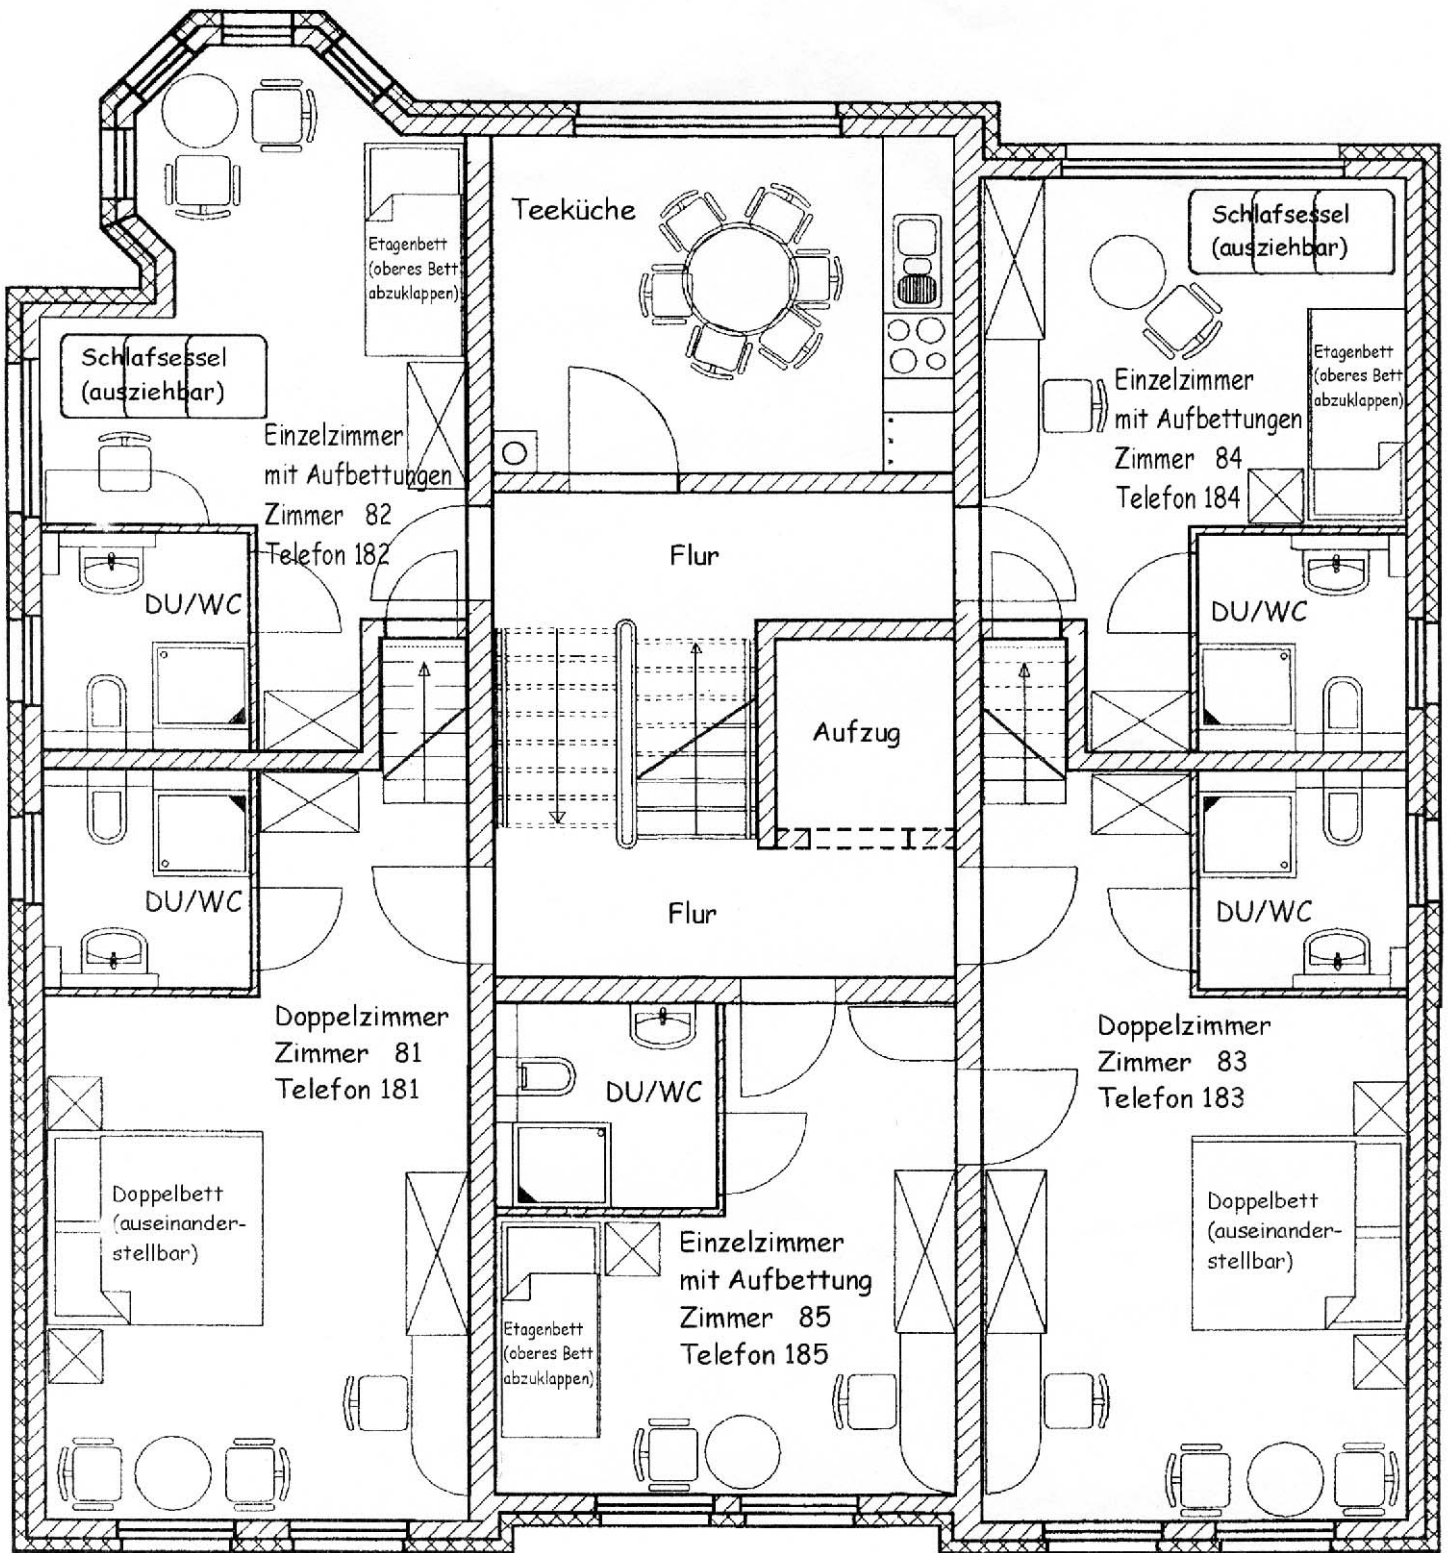 Teeküche
Schlafsessel
(ausziehbar)
Etagenbett
(oberes Bett
abzuklappen)
Schlafsessel
(ausziehbar)
Etagenbett
(oberes Bett
abzuklappen)
Einzelzimmer
mit Aufbettungen
Zimmer 82
Telefon 182
Einzelzimmer
mit Aufbettungen
Zimmer 84
Telefon 184
Flur
DU/WC
DU/WC
Aufzug
DU/WC
Flur
DU/WC
Doppelzimmer
Zimmer 81
Telefon 181
DU/WC
Doppelzimmer
Zimmer 83
Telefon 183
Doppelbett
(auseinander-
stellbar)
Doppelbett
(auseinander-
stellbar)
Einzelzimmer
mit Aufbettung
Zimmer 85
Telefon 185
Etagenbett
(oberes Bett
abzuklappen)